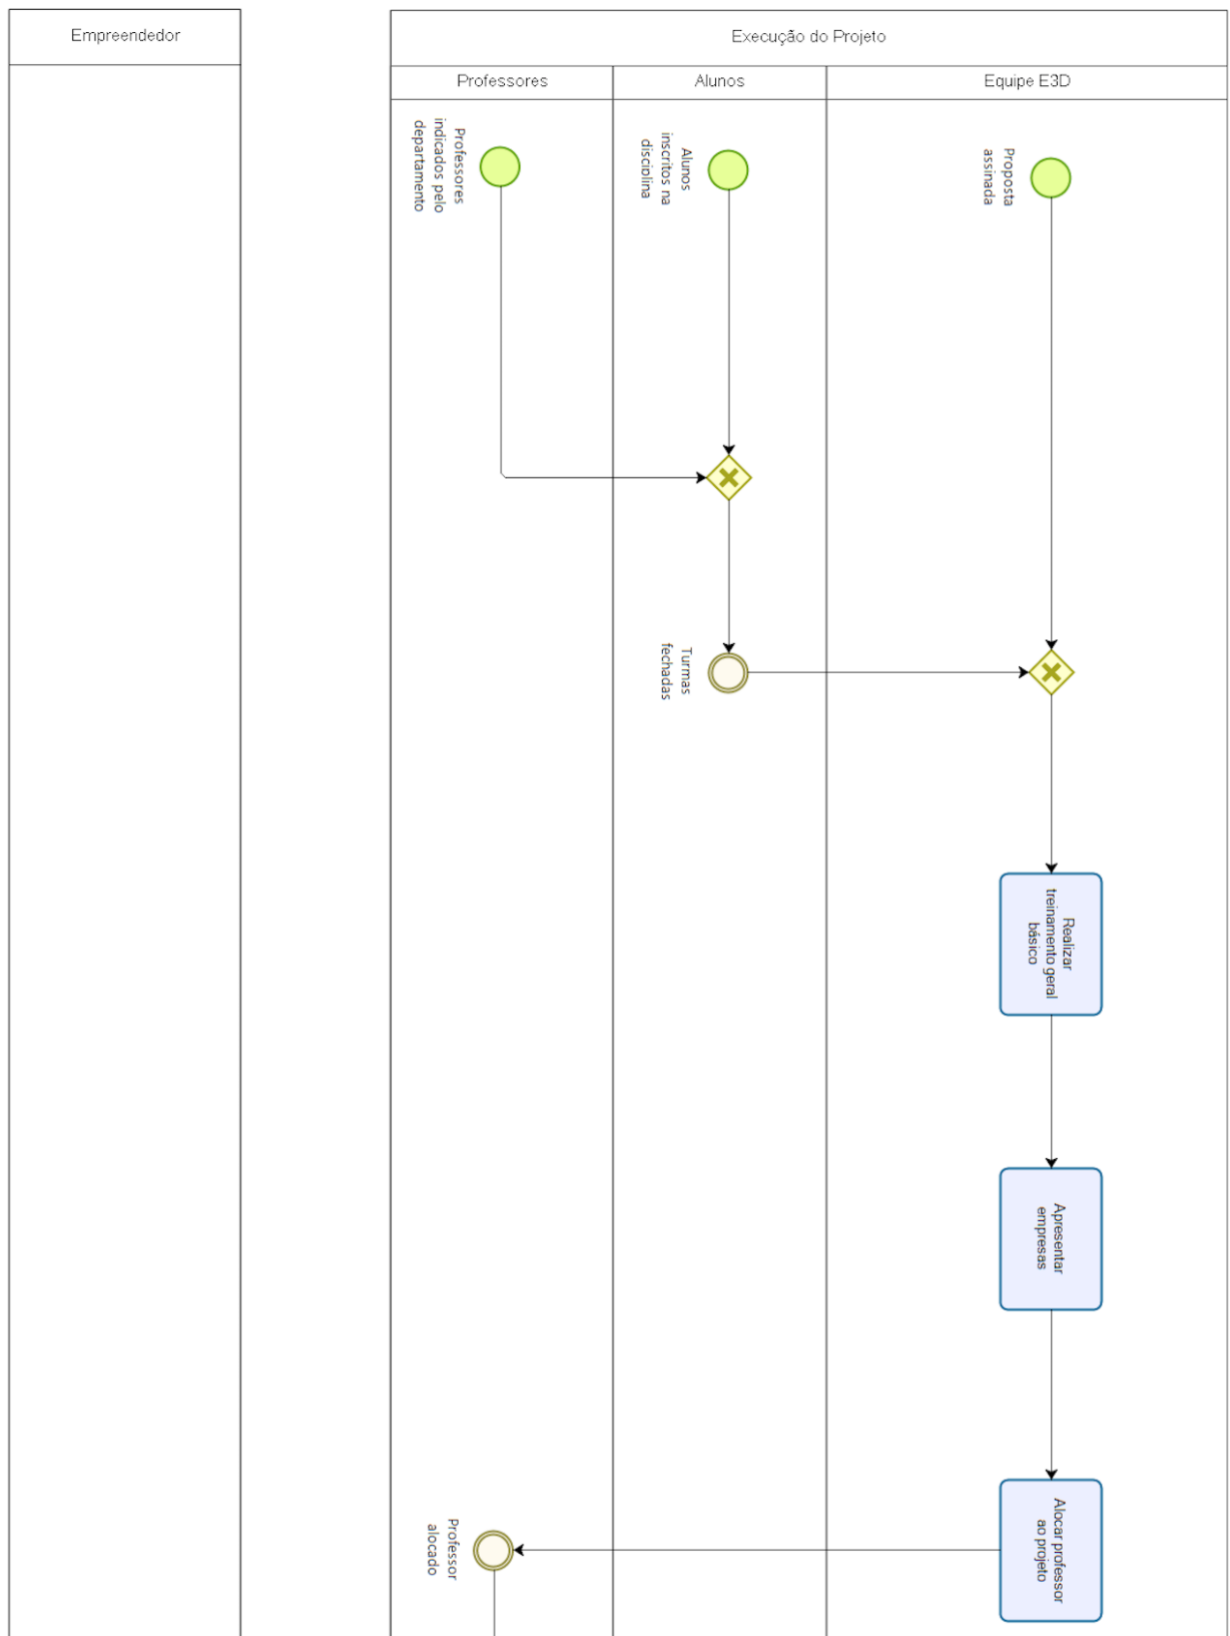 Empreendedor
Execução do Projeto
Professores
Alunos
Equipe E3D
Professores
indicados pelo
departamento
Alunos
inscritos na
disciplina
Proposta
assinada
Turmas
fechadas
Realizar
treinamento geral
básico
Apresentar
empresas
Alocar professor
ao projeto
Professor
alocado